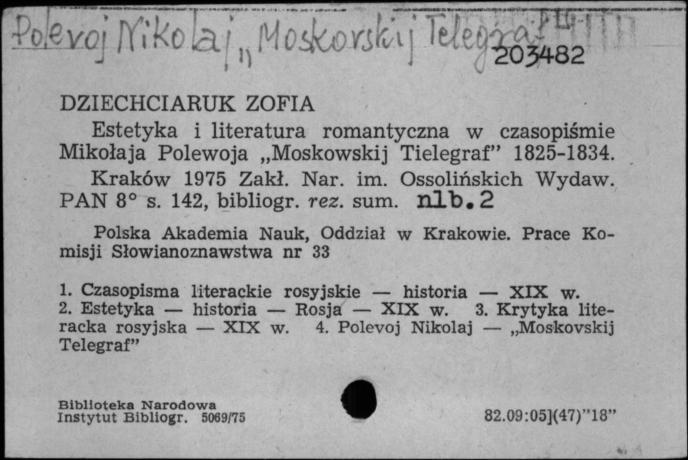 Polevoj Nikolaj „Moskovskij Telegraf"
203482
DZIECHCIARUK ZOFIA
Estetyka i literatura romantyczna w czasopiśmie
Mikołaja Polewoja „Moskowskij Tielegraf” 1825-1834.
Kraków 1975 Zakł. Nar. im. Ossolińskich Wydaw.
PAN 8° s. 142, bibliogr. rez. sum. nlb. 2
Polska Akademia Nauk, Oddział w Krakowie. Prace Ko-
misji Słowianoznawstwa nr 33
1. Czasopisma literackie rosyjskie — historia — XIX w.
2. Estetyka — historia — Rosja — XIX w. 3. Krytyka lite-
racka rosyjska — XIX w. 4. Polevoj Nikolaj — „Moskovskij
Telegraf”
Biblioteka Narodowa
Instytut Bibliogr. 5069/75
82.09:05](47)"18”